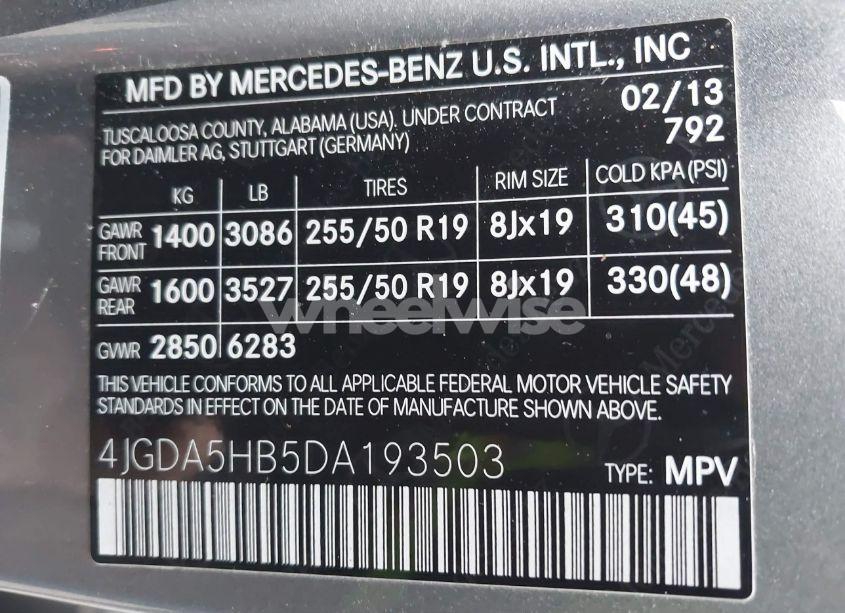 MFD BY MERCEDES-BENZ U.S. INTL., INC
TUSCALOOSA COUNTY, ALABAMA (USA). UNDER CONTRACT 02/13
FOR DAIMLER AG, STUTTGART (GERMANY) 792
KG LB TIRES RIM SIZE COLD KPA (PSI)
GAWR FRONT 1400 3086 255/50 R19 8Jx19 310(45)
GAWR REAR 1600 3527 255/50 R19 8Jx19 330(48)
wheelwise
GVWR 2850 6283
THIS VEHICLE CONFORMS TO ALL APPLICABLE FEDERAL MOTOR VEHICLE SAFETY
STANDARDS IN EFFECT ON THE DATE OF MANUFACTURE SHOWN ABOVE.
4JGDA5HB5DA193503 TYPE: MPV